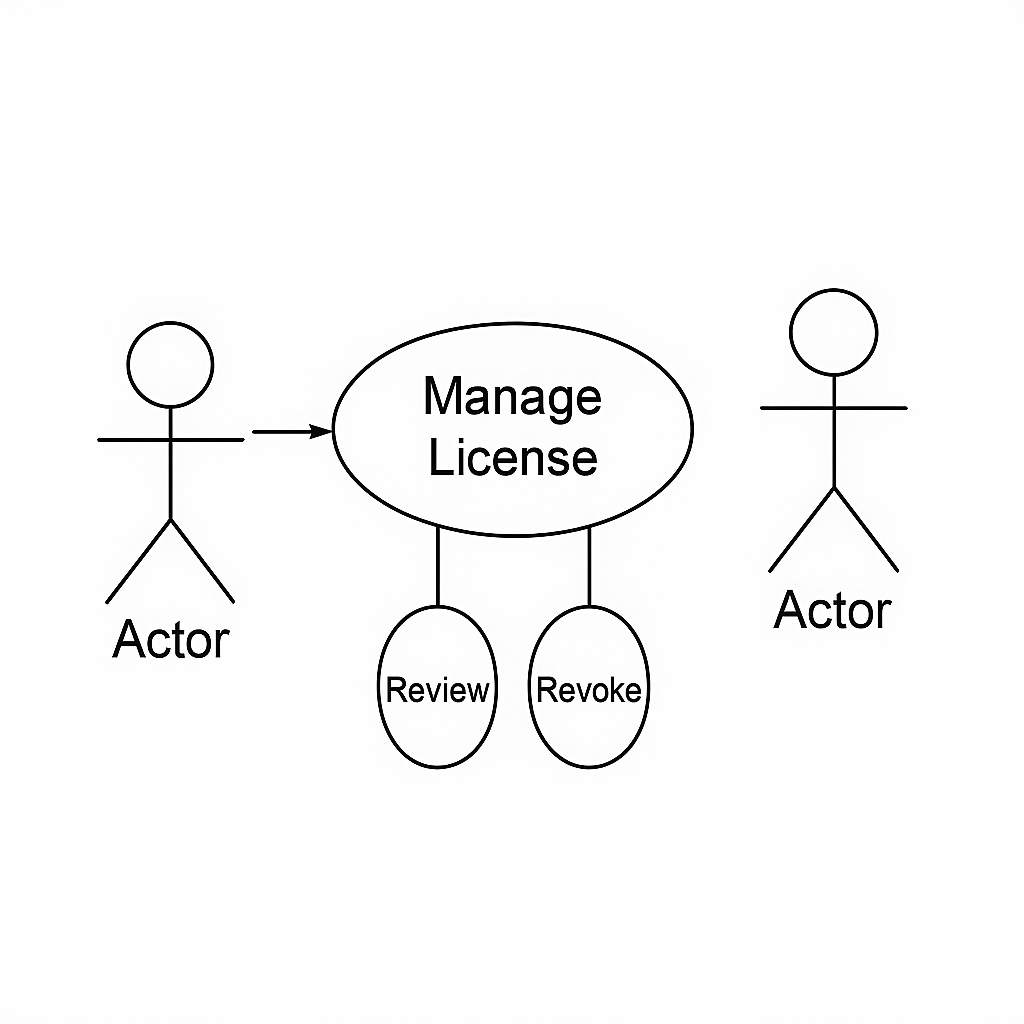 Manage
License
Actor
Actor
Review
Revoke